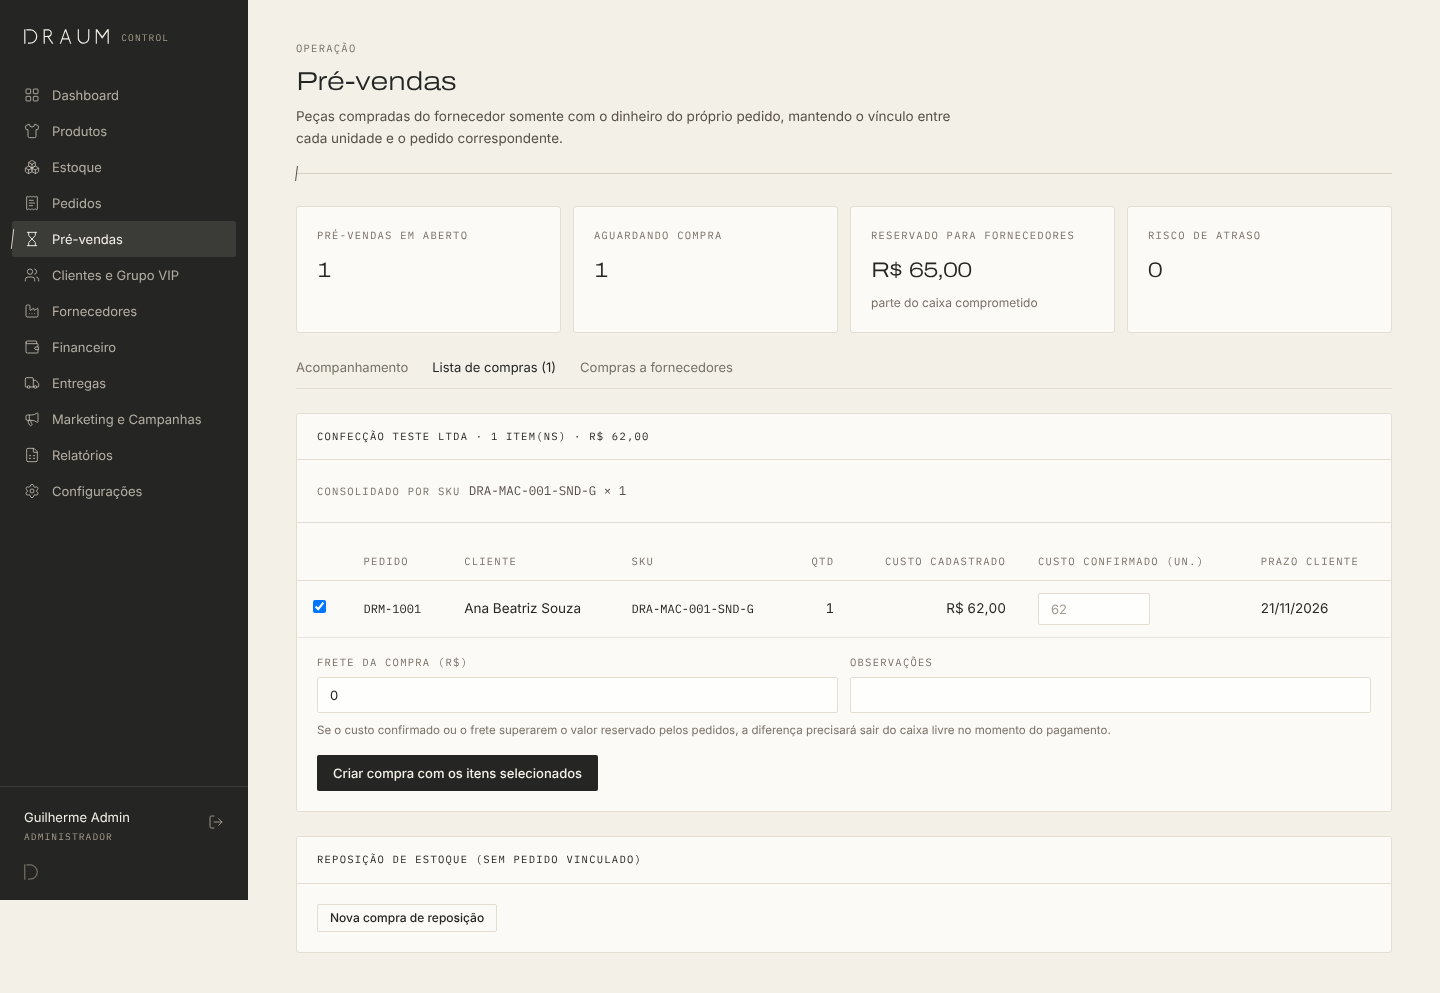 DRAUM CONTROL
Dashboard
Produtos
Estoque
Pedidos
Pré-vendas
Clientes e Grupo VIP
Fornecedores
Financeiro
Entregas
Marketing e Campanhas
Relatórios
Configurações
Guilherme Admin
ADMINISTRADOR
D
OPERAÇÃO
Pré-vendas
Peças compradas do fornecedor somente com o dinheiro do próprio pedido, mantendo o vínculo entre
cada unidade e o pedido correspondente.
PRÉ-VENDAS EM ABERTO
1
AGUARDANDO COMPRA
1
RESERVADO PARA FORNECEDORES
R$ 65,00
parte do caixa comprometido
RISCO DE ATRASO
0
Acompanhamento Lista de compras (1) Compras a fornecedores
CONFECÇÃO TESTE LTDA · 1 ITEM(NS) · R$ 62,00
CONSOLIDADO POR SKU DRA-MAC-001-SND-G × 1
PEDIDO CLIENTE SKU QTD CUSTO CADASTRADO CUSTO CONFIRMADO (UN.) PRAZO CLIENTE
DRM-1001 Ana Beatriz Souza DRA-MAC-001-SND-G 1 R$ 62,00 62 21/11/2026
FRETE DA COMPRA (R$) OBSERVAÇÕES
0
Se o custo confirmado ou o frete superarem o valor reservado pelos pedidos, a diferença precisará sair do caixa livre no momento do pagamento.
Criar compra com os itens selecionados
REPOSIÇÃO DE ESTOQUE (SEM PEDIDO VINCULADO)
Nova compra de reposição